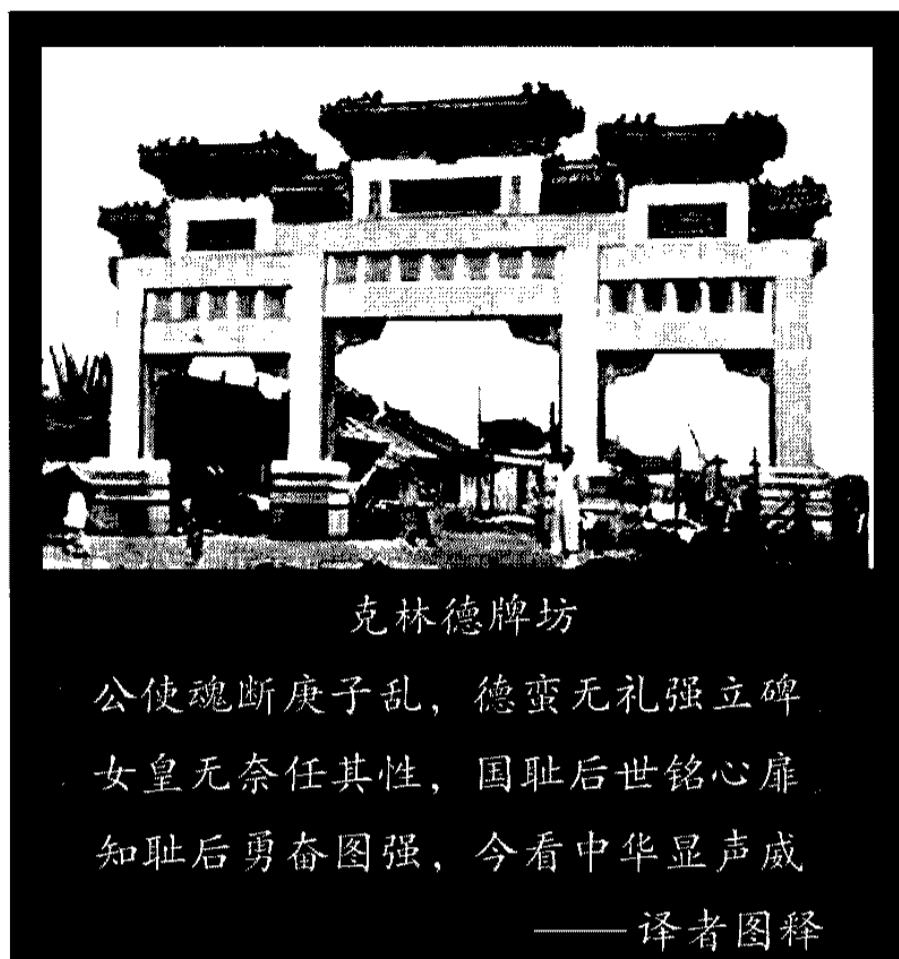 克林德牌坊
公使魂断庚子乱，德蛮无礼强立碑
女皇无奈任其性，国耻后世铭心扉
知耻后勇奋图强，今看中华显声威
——译者图释